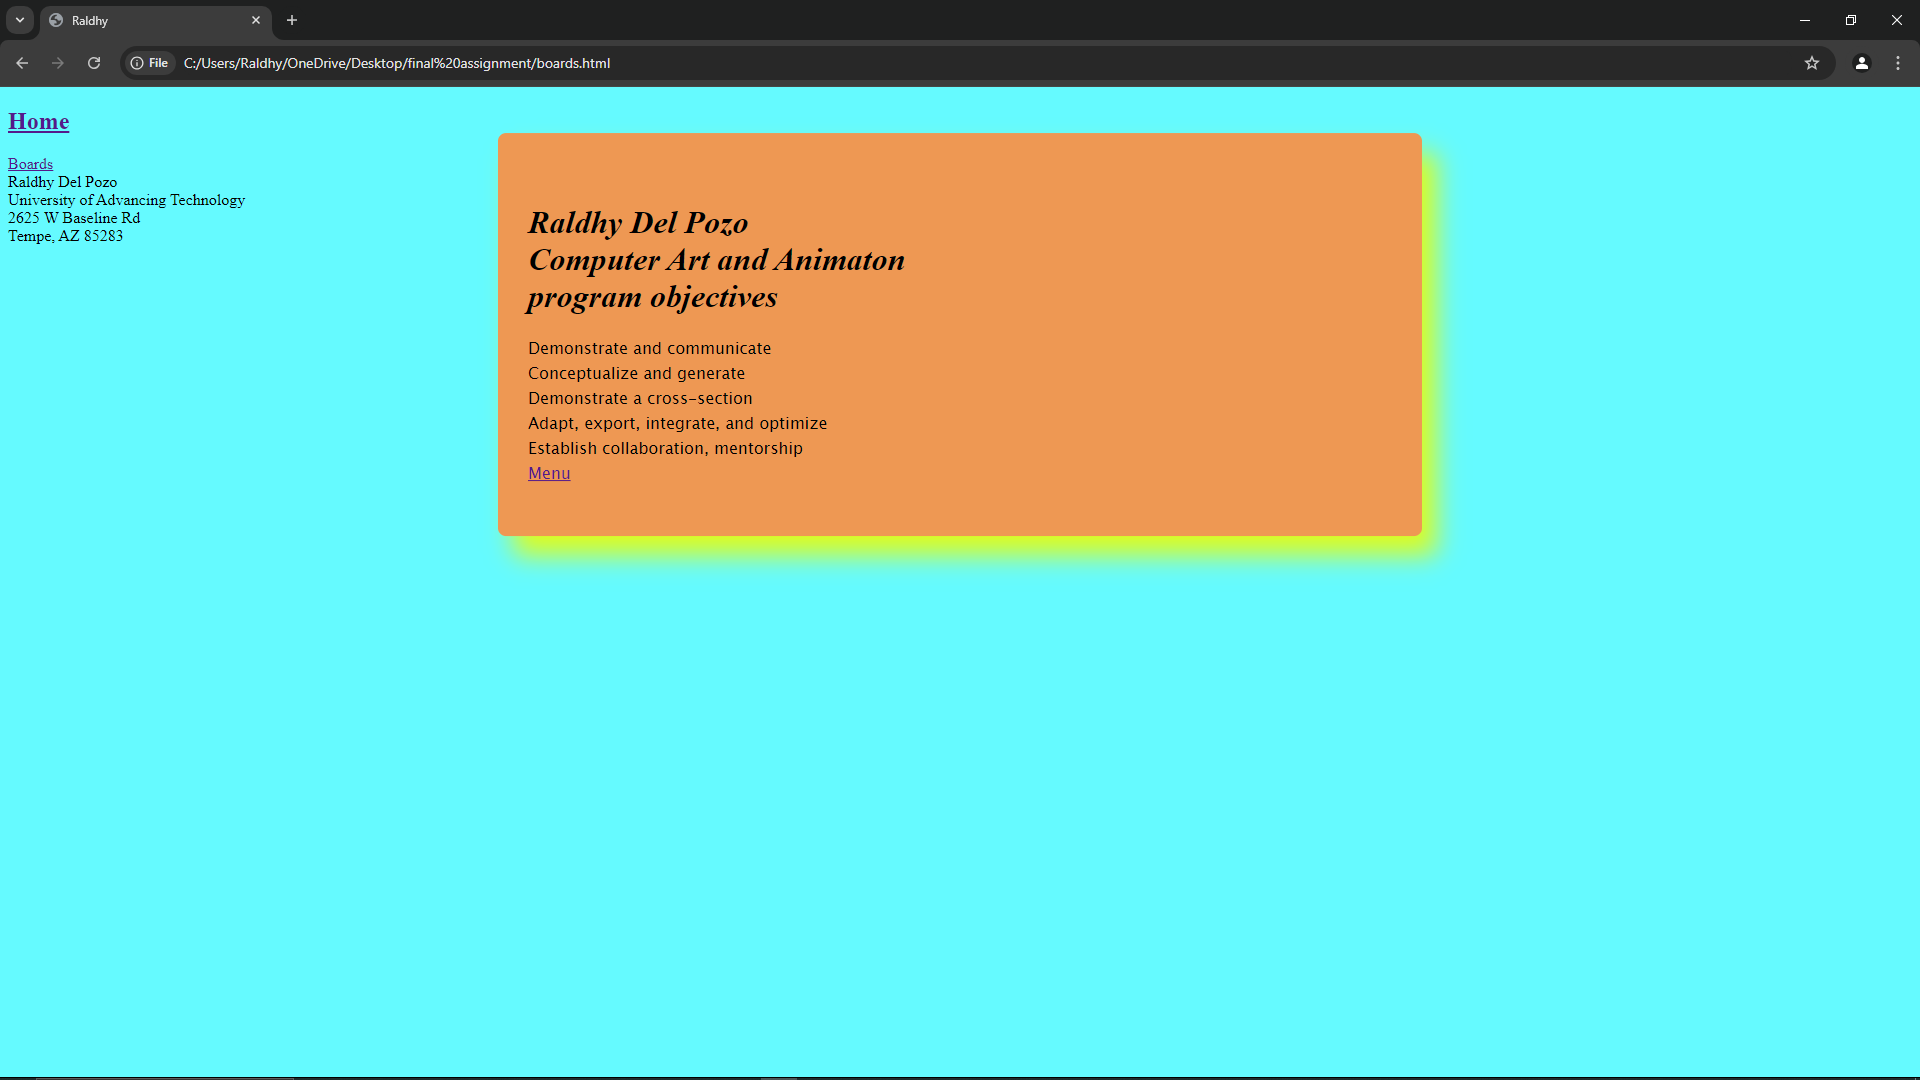 Raldhy
File C:/Users/Raldhy/OneDrive/Desktop/final%20assignment/boards.html
Home
Boards
Raldhy Del Pozo
University of Advancing Technology
2625 W Baseline Rd
Tempe, AZ 85283
Raldhy Del Pozo
Computer Art and Animaton
program objectives
Demonstrate and communicate
Conceptualize and generate
Demonstrate a cross-section
Adapt, export, integrate, and optimize
Establish collaboration, mentorship
Menu